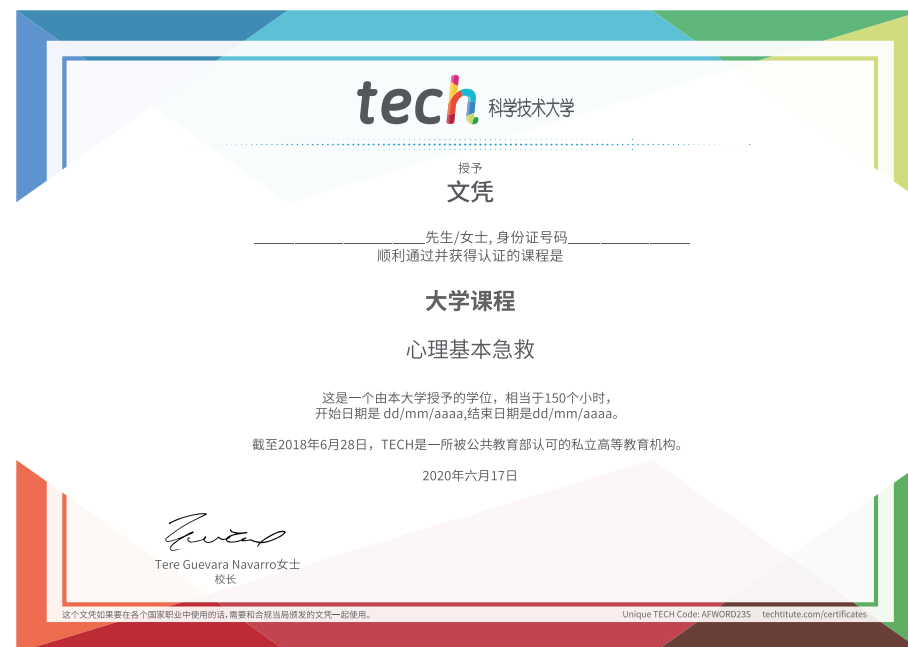 tech 科学技术大学
授予
文凭
先生/女士, 身份证号码
顺利通过并获得认证的课程是
大学课程
心理基本急救
这是一个由本大学授予的学位，相当于150个小时，
开始日期是 dd/mm/aaaa,结束日期是dd/mm/aaaa。
截至2018年6月28日，TECH是一所被公共教育部认可的私立高等教育机构。
2020年六月17日
Tere Guevara Navarro女士
校长
这个文凭如果要在各个国家职业中使用的话,需要和合规当局颁发的文凭一起使用。 Unique TECH Code: AFWORD23S techtitute.com/certificates